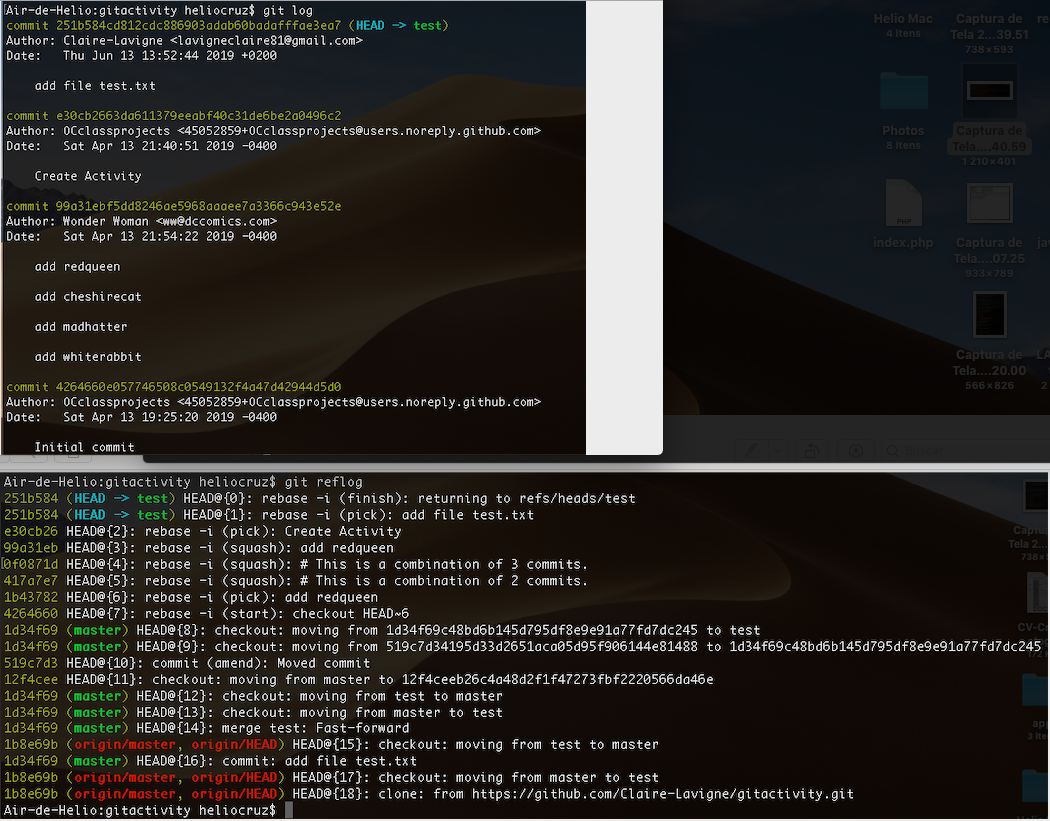 Air-de-Helio:gitactivity heliocruz$ git log
commit 251b584cd812cdc886903adab60badafffae3ea7 (HEAD -> test)
Author: Claire-Lavigne <lavigneclaire81@gmail.com>
Date:   Thu Jun 13 13:52:44 2019 +0200
add file test.txt
commit e30cb2663da611379eeabf40c31de6be2a0496c2
Author: OCclassprojects <45052859+OCclassprojects@users.noreply.github.com>
Date:   Sat Apr 13 21:40:51 2019 -0400
Create Activity
commit 99a31ebf5dd8246ae5968aaaee7a3366c943e52e
Author: Wonder Woman <ww@dccomics.com>
Date:   Sat Apr 13 21:54:22 2019 -0400
add redqueen
add cheshirecat
add madhatter
add whiterabbit
commit 4264660e057746508c0549132f4a47d42944d5d0
Author: OCclassprojects <45052859+OCclassprojects@users.noreply.github.com>
Date:   Sat Apr 13 19:25:20 2019 -0400
Initial commit
Helio Mac
4 itens
Captura de
Tela 2...39.51
738×593
re
Photos
8 itens
Captura de
Tela....40.59
1 210×401
PHP
index.php
Captura de
Tela....07.25
933×789
ja
Captura de
Tela....20.00
566×826
LA
2
Buscar
Air-de-Helio:gitactivity heliocruz$ git reflog
251b584 (HEAD -> test) HEAD@{0}: rebase -i (finish): returning to refs/heads/test
251b584 (HEAD -> test) HEAD@{1}: rebase -i (pick): add file test.txt
e30cb26 HEAD@{2}: rebase -i (pick): Create Activity
99a31eb HEAD@{3}: rebase -i (squash): add redqueen
0f0871d HEAD@{4}: rebase -i (squash): # This is a combination of 3 commits.
417a7e7 HEAD@{5}: rebase -i (squash): # This is a combination of 2 commits.
1b43782 HEAD@{6}: rebase -i (pick): add redqueen
4264660 HEAD@{7}: rebase -i (start): checkout HEAD~6
1d34f69 (master) HEAD@{8}: checkout: moving from 1d34f69c48bd6b145d795df8e9e91a77fd7dc245 to test
1d34f69 (master) HEAD@{9}: checkout: moving from 519c7d34195d33d2651aca05d95f906144e81488 to 1d34f69c48bd6b145d795df8e9e91a77fd7dc245
519c7d3 HEAD@{10}: commit (amend): Moved commit
12f4cee HEAD@{11}: checkout: moving from master to 12f4ceeb26c4a48d2f1f47273fbf2220566da46e
1d34f69 (master) HEAD@{12}: checkout: moving from test to master
1d34f69 (master) HEAD@{13}: checkout: moving from master to test
1d34f69 (master) HEAD@{14}: merge test: Fast-forward
1b8e69b (origin/master, origin/HEAD) HEAD@{15}: checkout: moving from test to master
1d34f69 (master) HEAD@{16}: commit: add file test.txt
1b8e69b (origin/master, origin/HEAD) HEAD@{17}: checkout: moving from master to test
1b8e69b (origin/master, origin/HEAD) HEAD@{18}: clone: from https://github.com/Claire-Lavigne/gitactivity.git
Air-de-Helio:gitactivity heliocruz$
Captu
Tela 2...
738×5
CV-Ca
app
3 iten